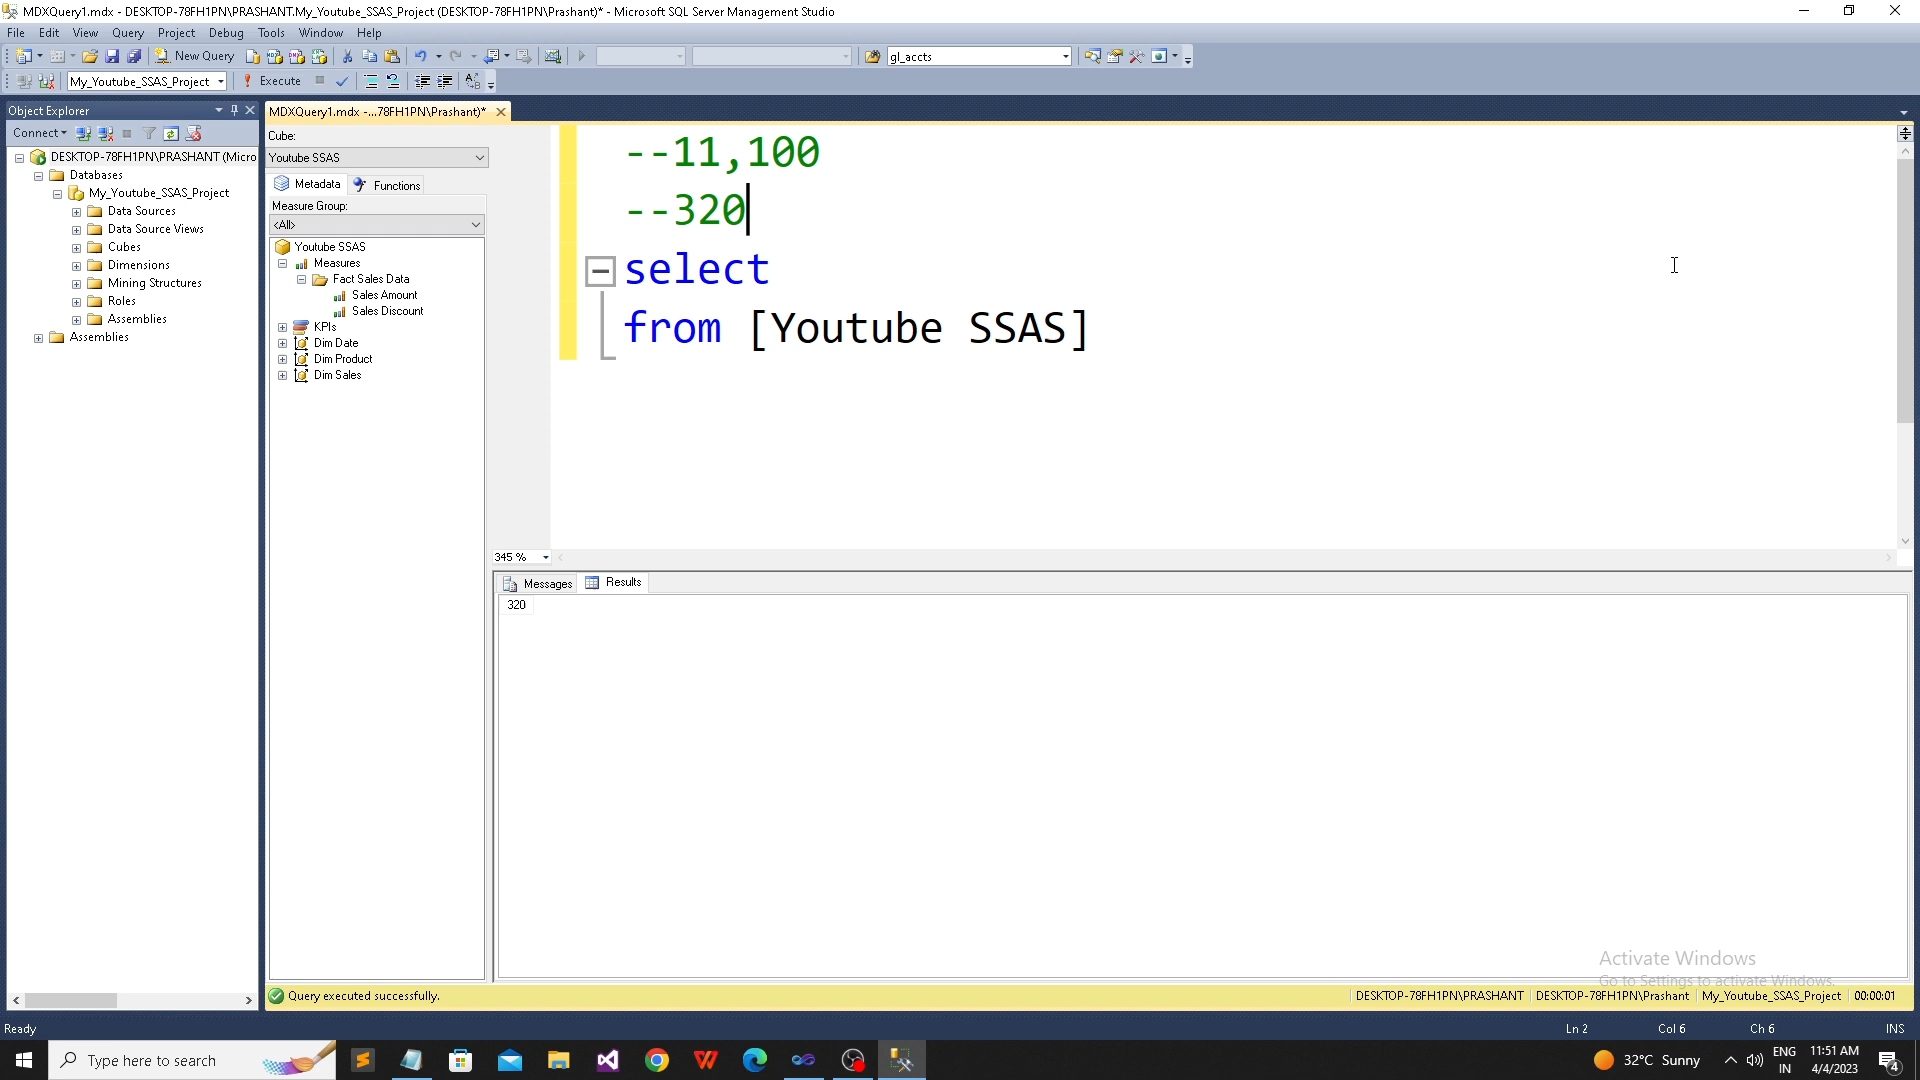 MDXQuery1.mdx - DESKTOP-78FH1PN\PRASHANT.My_Youtube_SSAS_Project (DESKTOP-78FH1PN\Prashant)* - Microsoft SQL Server Management Studio
File Edit View Query Project Debug Tools Window Help
New Query
gl_accts
My_Youtube_SSAS_Project
Execute
Object Explorer
Connect
DESKTOP-78FH1PN\PRASHANT (Micro
Databases
My_Youtube_SSAS_Project
Data Sources
Data Source Views
Cubes
Dimensions
Mining Structures
Roles
Assemblies
Assemblies
MDXQuery1.mdx -...78FH1PN\Prashant)*
Cube:
Youtube SSAS
Metadata
Functions
Measure Group:
<All>
Youtube SSAS
Measures
Fact Sales Data
Sales Amount
Sales Discount
KPIs
Dim Date
Dim Product
Dim Sales
--11,100
--320
select
from [Youtube SSAS]
345 %
Messages
Results
320
Activate Windows
Go to Settings to activate Windows.
Query executed successfully.
DESKTOP-78FH1PN\PRASHANT
DESKTOP-78FH1PN\Prashant
My_Youtube_SSAS_Project
00:00:01
Ready
Ln 2
Col 6
Ch 6
INS
Type here to search
32°C Sunny
ENG
IN
11:51 AM
4/4/2023
4